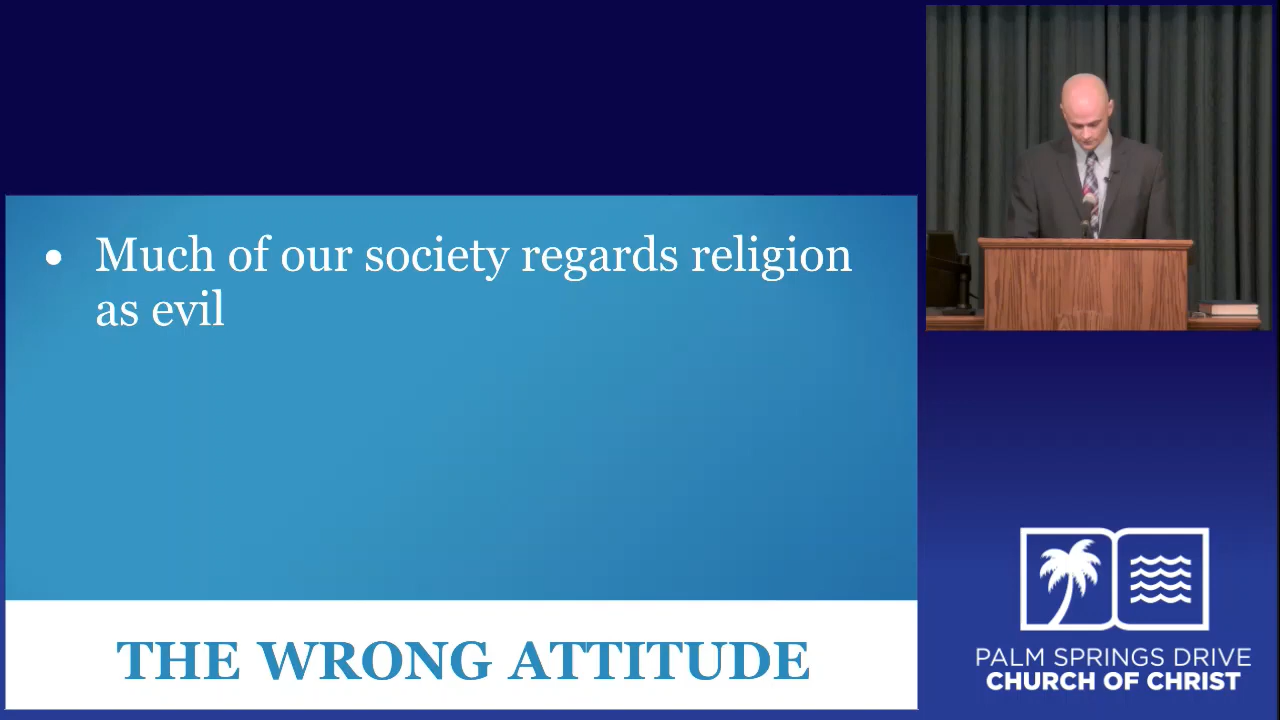 • Much of our society regards religion
as evil
THE WRONG ATTITUDE
PALM SPRINGS DRIVE
CHURCH OF CHRIST